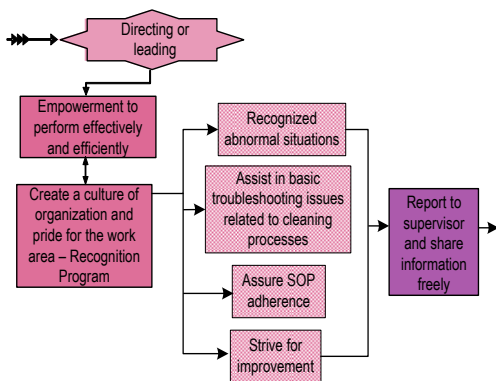 Directing or
leading
Empowerment to
perform effectively
and efficiently
Create a culture of
organization and
pride for the work
area – Recognition
Program
Recognized
abnormal situations
Assist in basic
troubleshooting issues
related to cleaning
processes
Assure SOP
adherence
Strive for
improvement
Report to
supervisor
and share
information
freely